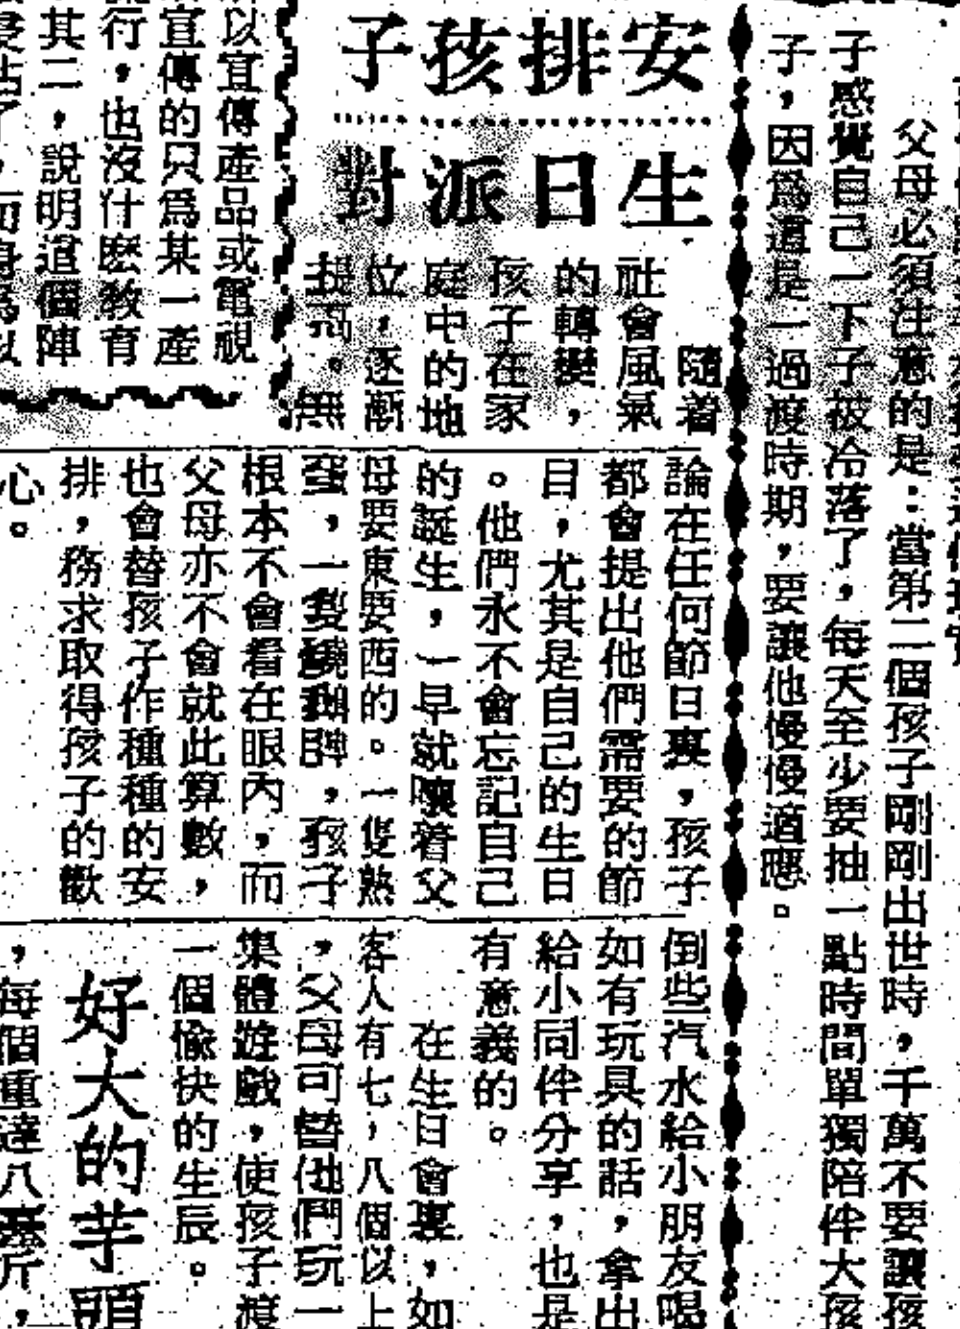 父母必須注意的是：當第二個孩子剛剛出世時，千萬不要讓孩
子感覺自己一下子被冷落了，每天全少要抽一點時間單獨陪伴大孩
子，因為這是一過渡時期，要讓他慢慢適應。
安排孩子
生日派對
隨着
社會風氣
的轉變，
孩子在家
庭中的地
位，逐漸
提高。無
論在任何節日裏，孩子
都會提出他們需要的節
目，尤其是自己的生日
。他們永不會忘記自己
的誕生，一早就嚷着父
母要東要西的。一隻熟
蛋，一隻雞髀，孩子
根本不會看在眼內，而
父母亦不會就此算數，
也會替孩子作種種的安
排，務求取得孩子的歡
心。
倒些汽水給小朋友喝
如有玩具的話，拿出
給小同伴分享，也是
有意義的。
在生日會裏，如
客人有七，八個以上
，父母可替他們玩一
集體遊戲，使孩子渡
一個愉快的生辰。
以宣傳產品或電視
宣傳的只為某一產
行，也沒什麽教育
其二，說明這個陣
好大的芋頭
，每個重達八斤，